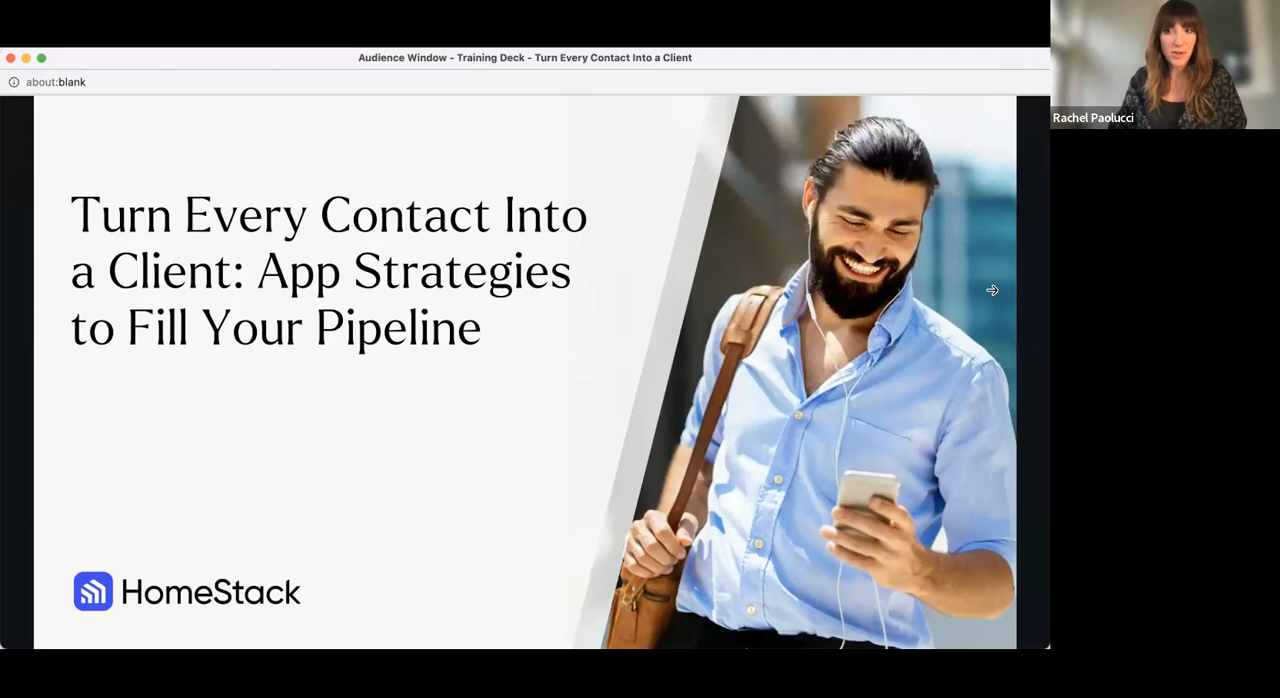 Audience Window - Training Deck - Turn Every Contact Into a Client
about:blank
Rachel Paolucci
Turn Every Contact Into
a Client: App Strategies
to Fill Your Pipeline
HomeStack